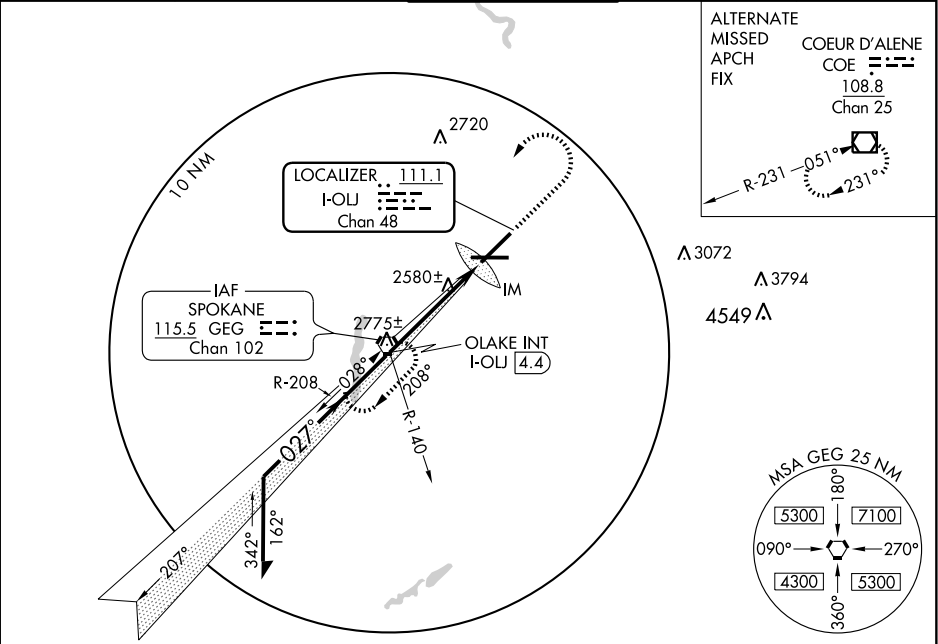 ALTERNATE
MISSED
APCH
FIX
COEUR D'ALENE
COE
108.8
Chan 25
R-231
051°
231°
10 NM
2720
LOCALIZER 111.1
I-OLJ
Chan 48
3072
3794
4549
2580±
IM
IAF
SPOKANE
115.5 GEG
Chan 102
2775±
OLAKE INT
I-OLJ 4.4
R-208
028°
208°
R-140
027°
342°
162°
207°
MSA GEG 25 NM
180°
5300
7100
090°
270°
4300
5300
360°